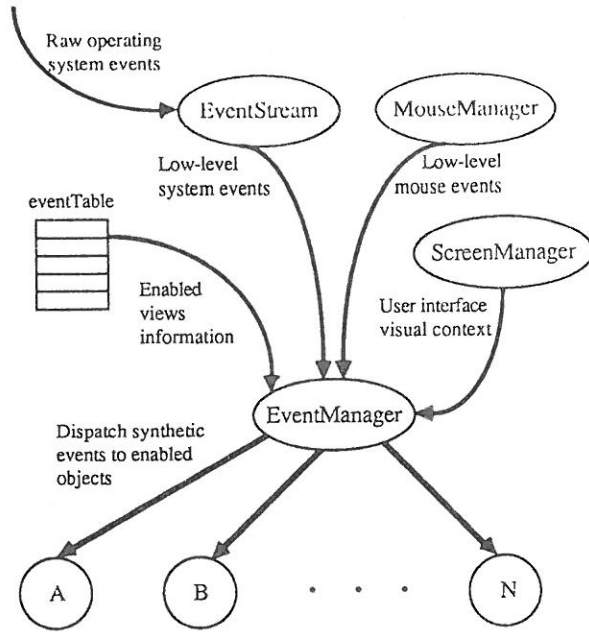 Raw operating
system events
EventStream
MouseManager
Low-level
system events
Low-level
mouse events
eventTable
ScreenManager
Enabled
views
information
User interface
visual context
EventManager
Dispatch synthetic
events to enabled
objects
A
B
. . .
N